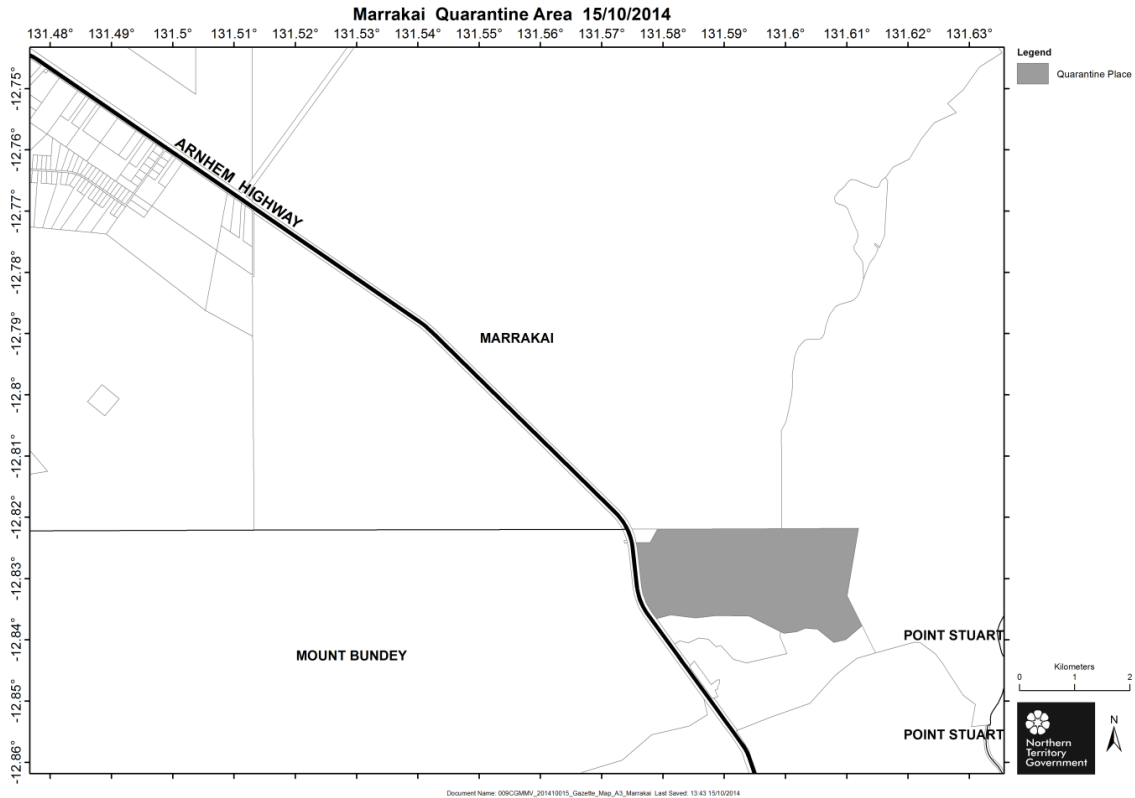 Marrakai Quarantine Area 15/10/2014
131.48 131.49 131.5° 131.51 131.52 131.53 131.54 131.55 131.56 131.57 131.58 131.59 131.6° 131.61 131.62 131.63°
Legend
Quarantine Place
-12.75°
-12.76°
-12.77°
-12.78°
-12.79°
-12.8°
-12.81°
-12.82°
-12.83°
-12.84°
-12.85°
-12.86°
ARNHEM HIGHWAY
MARRAKAI
MOUNT BUNDEY
POINT STUART
POINT STUART
Kilometers
0 1 2
Northern
Territory
Government
N
Document Name: 009CGMMV_201410015_Gazette_Map_A3_Marrakai Last Saved: 13:43 15/10/2014